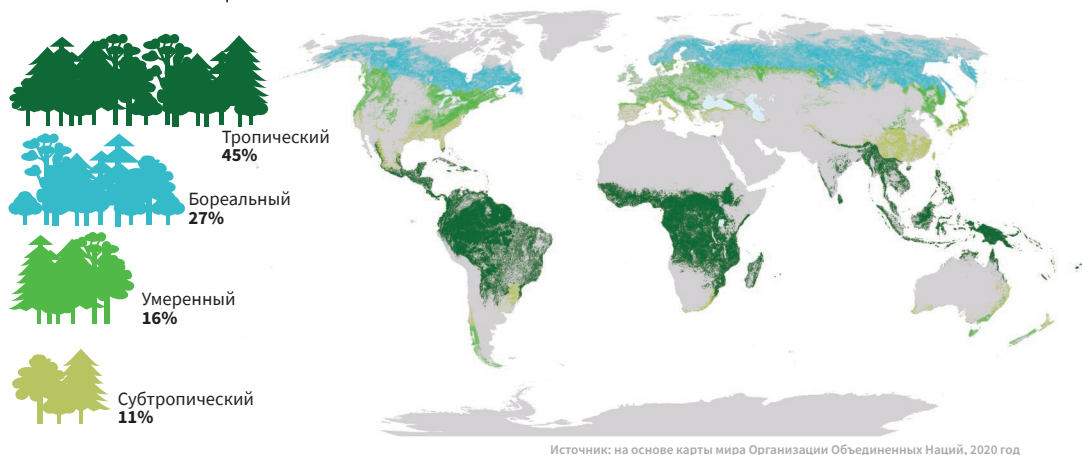 Тропический
45%
Бореальный
27%
Умеренный
16%
Субтропический
11%
Источник: на основе карты мира Организации Объединенных Наций, 2020 год